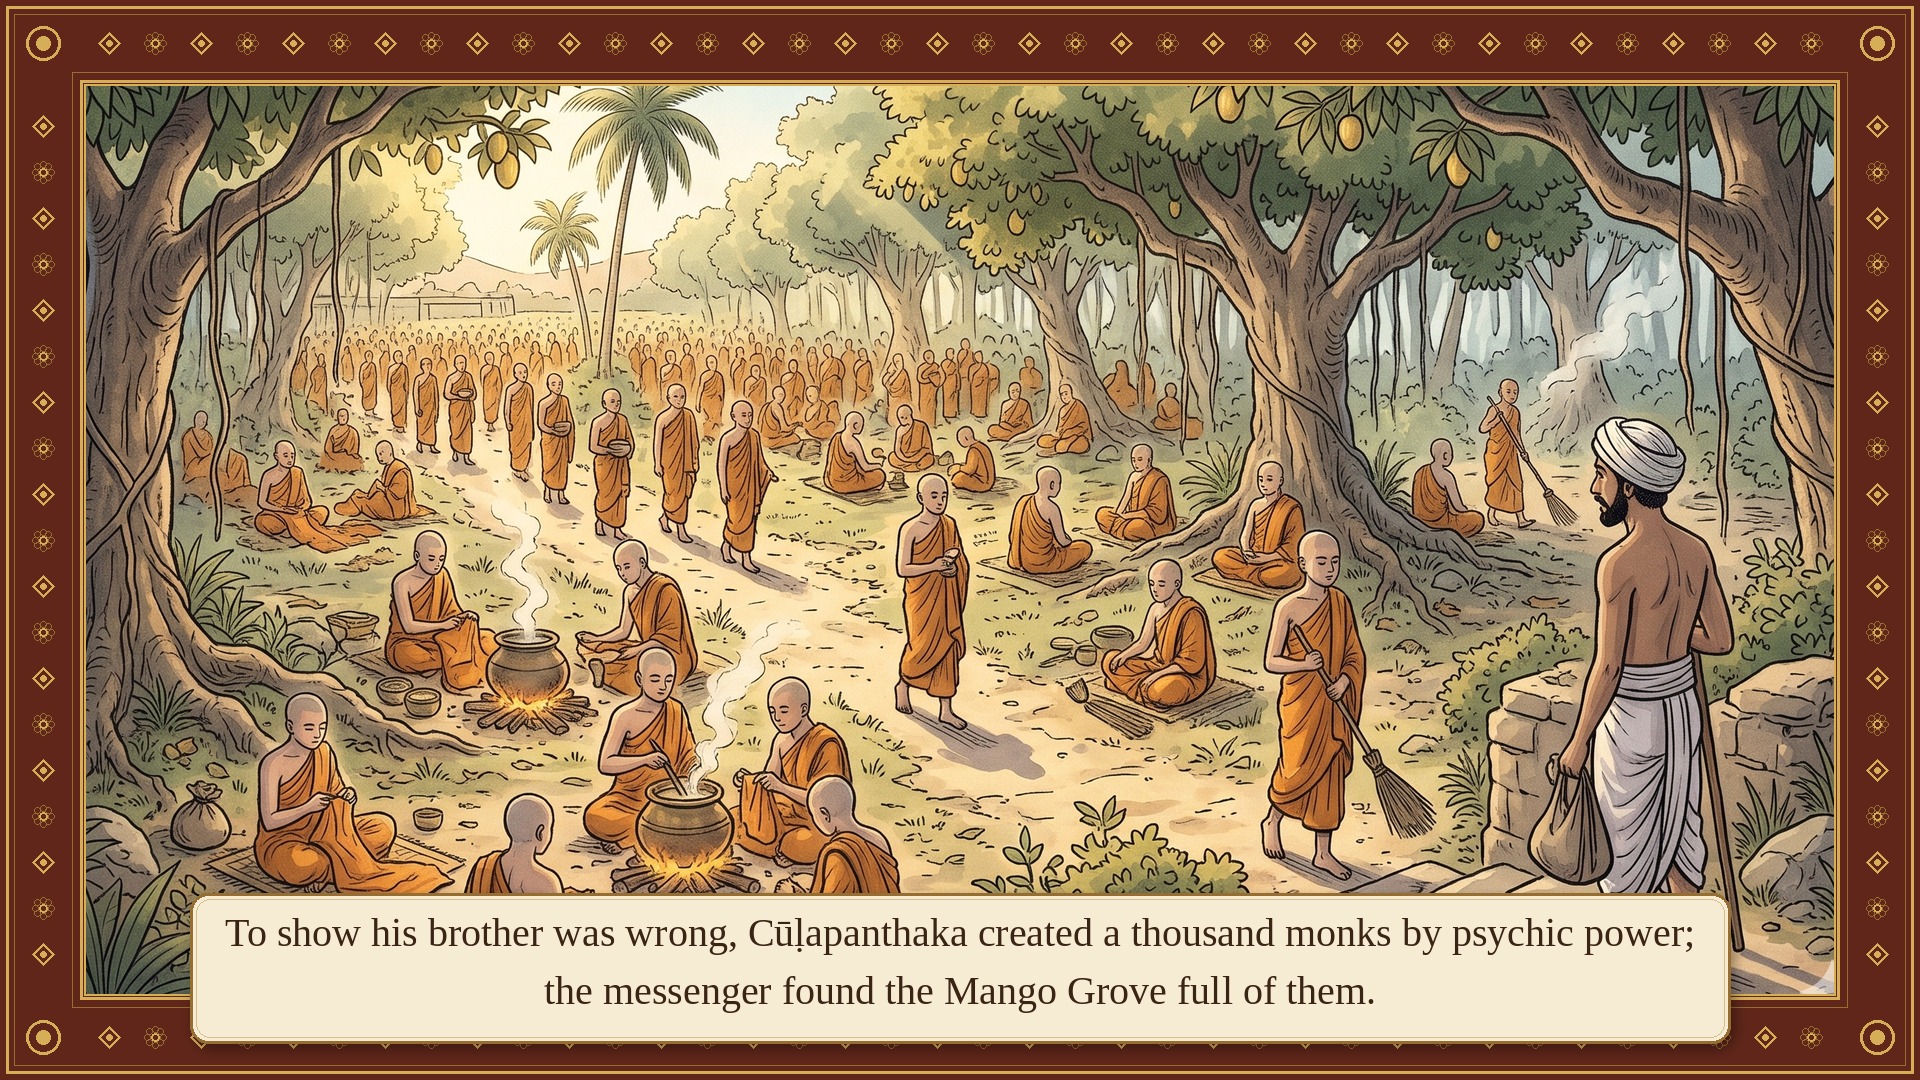 To show his brother was wrong, Cūḷapanthaka created a thousand monks by psychic power;
the messenger found the Mango Grove full of them.